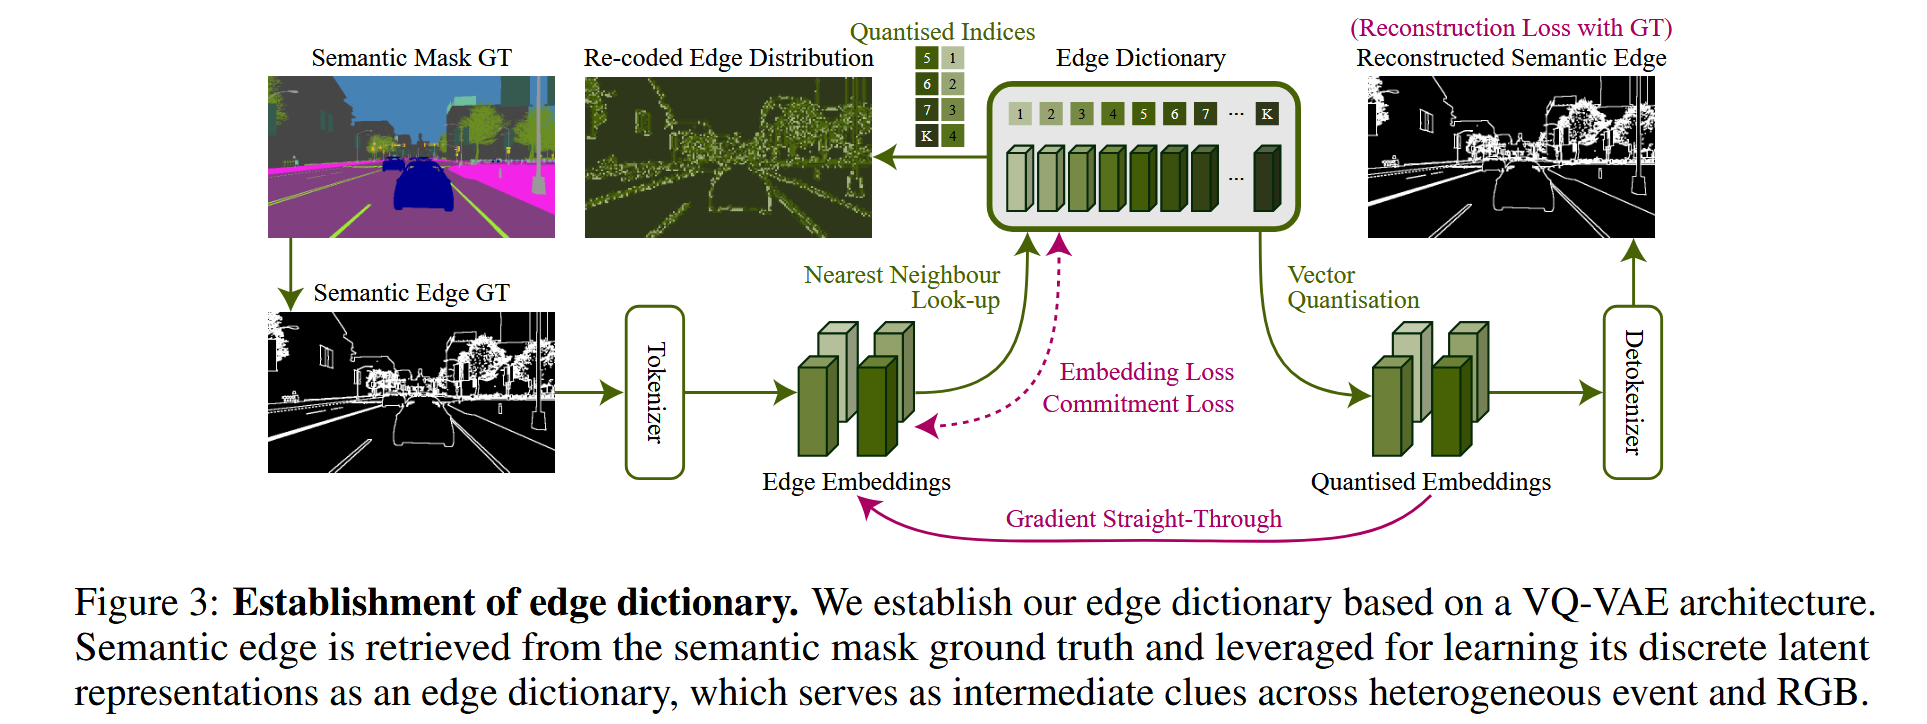 (Reconstruction Loss with GT)
Quantised Indices
Semantic Mask GT
Re-coded Edge Distribution
Edge Dictionary
Reconstructed Semantic Edge
5 1
6 2
7 3
K 4
1 2 3 4 5 6 7 ... K
...
Nearest Neighbour
Look-up
Vector
Quantisation
Semantic Edge GT
Tokenizer
Embedding Loss
Commitment Loss
Detokenizer
Edge Embeddings
Quantised Embeddings
Gradient Straight-Through
Figure 3: Establishment of edge dictionary. We establish our edge dictionary based on a VQ-VAE architecture.
Semantic edge is retrieved from the semantic mask ground truth and leveraged for learning its discrete latent
representations as an edge dictionary, which serves as intermediate clues across heterogeneous event and RGB.